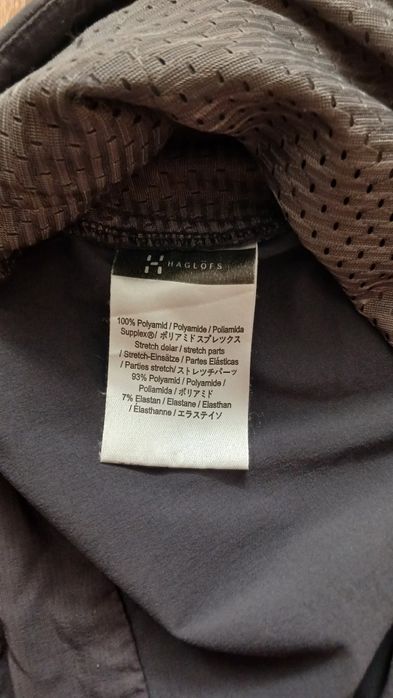 HAGLÖFS
100% Polyamid / Polyamide / Poliamida
Supplex®/ ポリアミドスプレックス
Stretch delar / stretch parts
/ Stretch-Einsätze / Partes Elásticas
/ Parties stretch/ストレッチパーツ
93% Polyamid / Polyamide /
Poliamida / ポリアミド
7% Elastan / Elastane / Elasthan
/ Élasthanne / エラステイソ